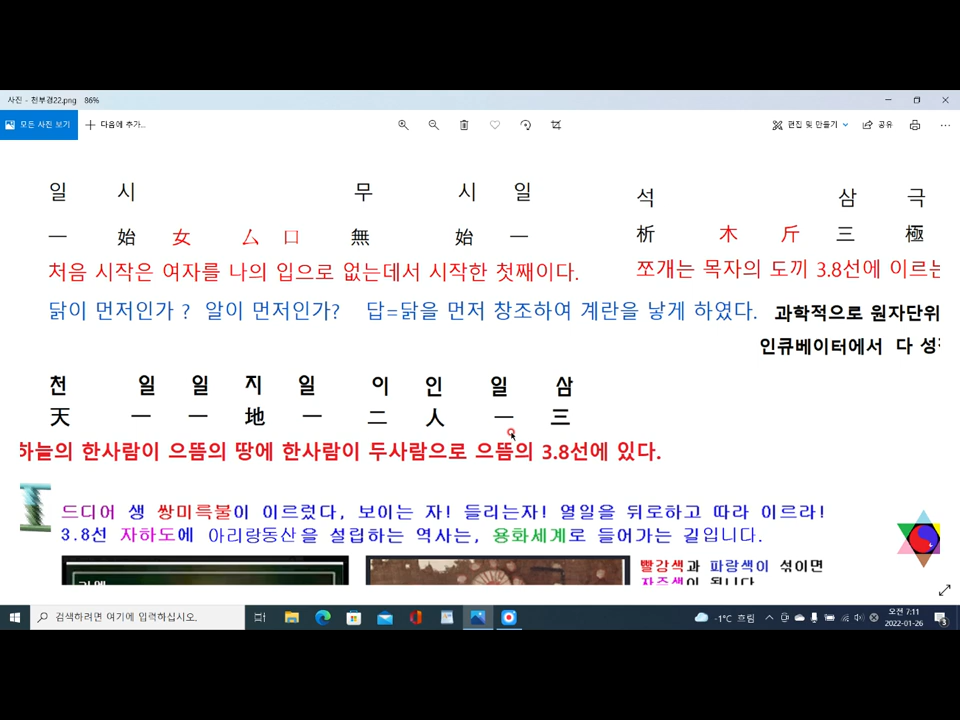 사진 - 천부경22.png 86%
모든 사진 보기 다음에 추가... 편집 및 만들기 공유
일 시 무 시 일 석 삼 극
一 始 女 厶 口 無 始 一 析 木 斤 三 極
처음 시작은 여자를 나의 입으로 없는데서 시작한 첫째이다. 쪼개는 목자의 도끼 3.8선에 이르는
닭이 먼저인가 ? 알이 먼저인가? 답=닭을 먼저 창조하여 계란을 낳게 하였다. 과학적으로 원자단위
인큐베이터에서 다 성
천 일 일 지 일 이 인 일 삼
天 一 一 地 一 二 人 一 三
하늘의 한사람이 으뜸의 땅에 한사람이 두사람으로 으뜸의 3.8선에 있다.
드디어 생 쌍미륵불이 이르렀다, 보이는 자! 들리는자! 열일을 뒤로하고 따라 이르라!
3.8선 자하도에 아리랑동산을 설립하는 역사는, 용화세계로 들어가는 길입니다.
빨강색과 파랑색이 섞이면
자주색이 됩니다
검색하려면 여기에 입력하십시오.
-1°C 흐림
오전 7:11
2022-01-26
3